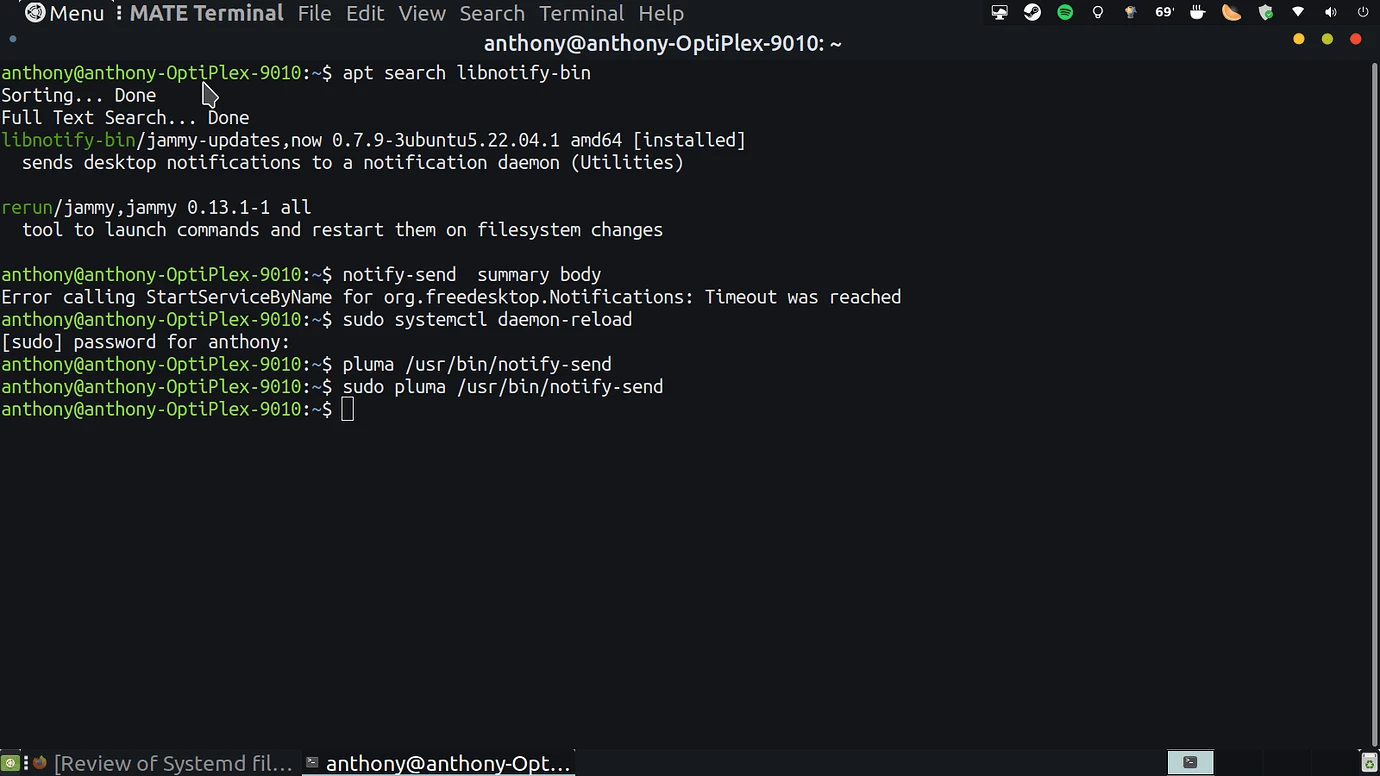 Menu MATE Terminal File Edit View Search Terminal Help 69'
anthony@anthony-OptiPlex-9010: ~
anthony@anthony-OptiPlex-9010:~$ apt search libnotify-bin
Sorting... Done
Full Text Search... Done
libnotify-bin/jammy-updates,now 0.7.9-3ubuntu5.22.04.1 amd64 [installed]
  sends desktop notifications to a notification daemon (Utilities)

rerun/jammy,jammy 0.13.1-1 all
  tool to launch commands and restart them on filesystem changes

anthony@anthony-OptiPlex-9010:~$ notify-send  summary body
Error calling StartServiceByName for org.freedesktop.Notifications: Timeout was reached
anthony@anthony-OptiPlex-9010:~$ sudo systemctl daemon-reload
[sudo] password for anthony:
anthony@anthony-OptiPlex-9010:~$ pluma /usr/bin/notify-send
anthony@anthony-OptiPlex-9010:~$ sudo pluma /usr/bin/notify-send
anthony@anthony-OptiPlex-9010:~$
[Review of Systemd fil... anthony@anthony-Opt...